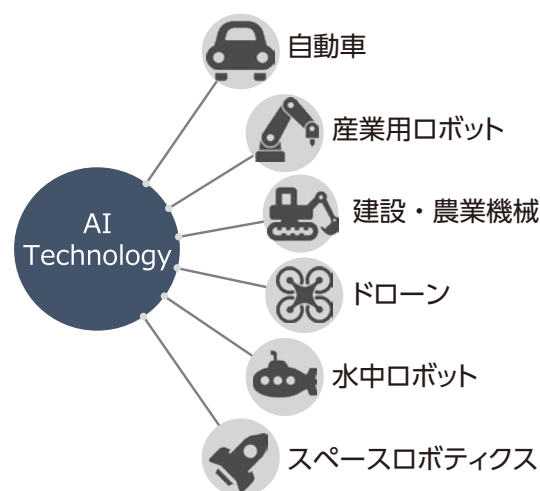 自動車
産業用ロボット
AI
Technology
建設・農業機械
ドローン
水中ロボット
スペースロボティクス